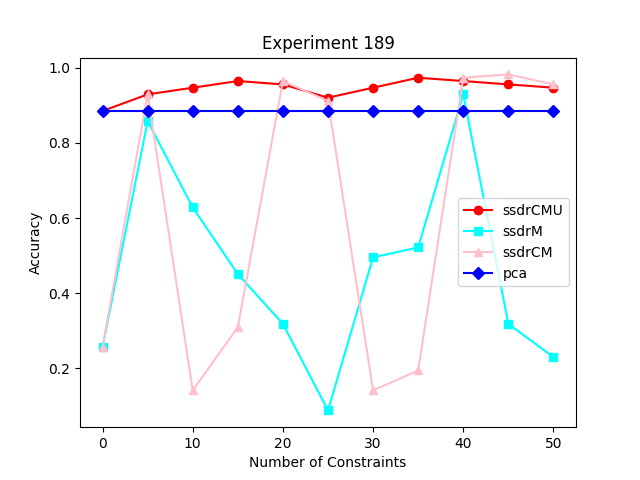 Experiment 189
1.0
0.8
0.6
0.4
0.2
Accuracy
ssdrCMU
ssdrM
ssdrCM
pca
0 10 20 30 40 50
Number of Constraints